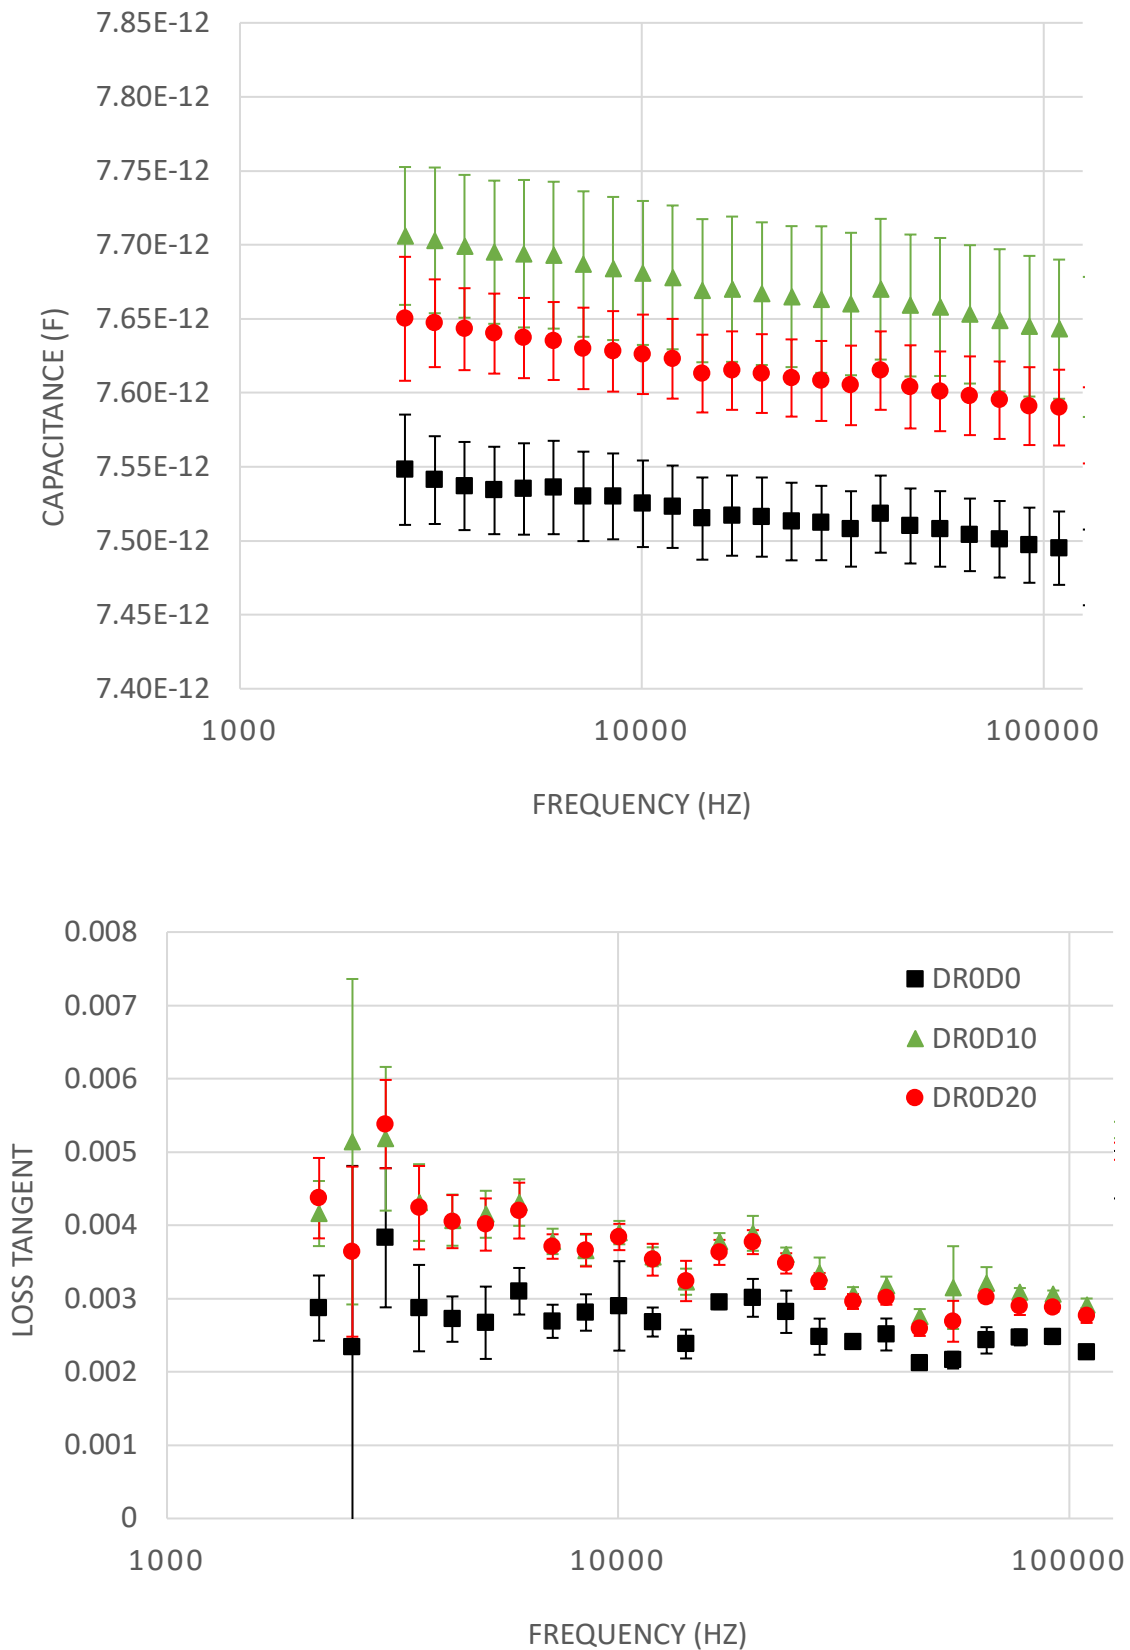 7.85E-12
7.80E-12
7.75E-12
7.70E-12
7.65E-12
7.60E-12
7.55E-12
7.50E-12
7.45E-12
7.40E-12
CAPACITANCE (F)
1000 10000 100000
FREQUENCY (HZ)
0.008
0.007
0.006
0.005
0.004
0.003
0.002
0.001
0
LOSS TANGENT
DR0D0
DR0D10
DR0D20
1000 10000 100000
FREQUENCY (HZ)